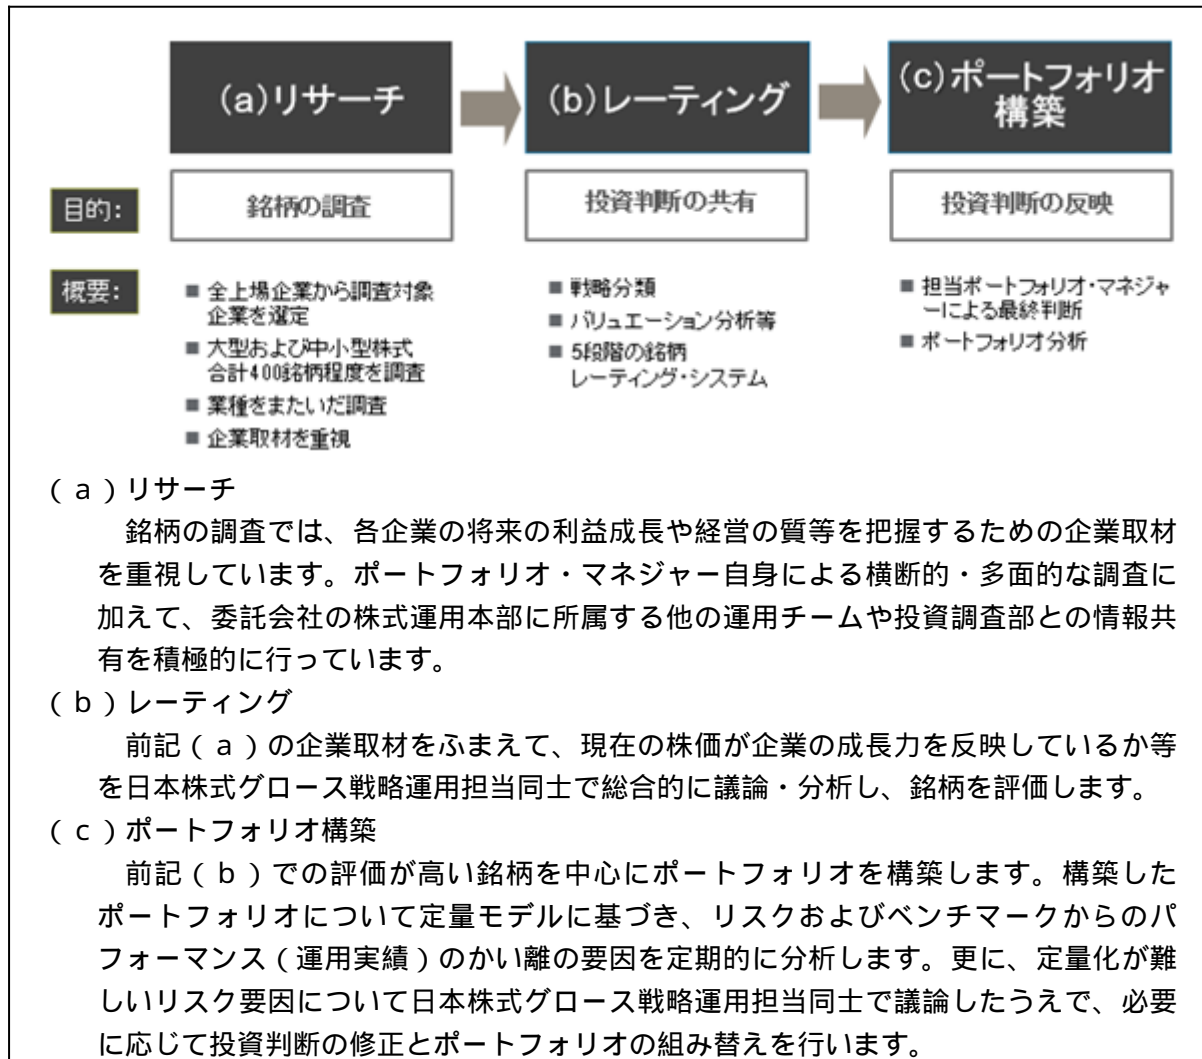 (a)リサーチ
(b)レーティング
(c)ポートフォリオ
構築
目的:
銘柄の調査
投資判断の共有
投資判断の反映
概要:
■ 全上場企業から調査対象
企業を選定
■ 大型および中小型株式
合計400銘柄程度を調査
■ 業種をまたいだ調査
■ 企業取材を重視
■ 戦略分類
■ バリュエーション分析等
■ 5段階の銘柄
レーティング・システム
■ 担当ポートフォリオ・マネジャ
ーによる最終判断
■ ポートフォリオ分析
(a)リサーチ
銘柄の調査では、各企業の将来の利益成長や経営の質等を把握するための企業取材
を重視しています。ポートフォリオ・マネジャー自身による横断的・多面的な調査に
加えて、委託会社の株式運用本部に所属する他の運用チームや投資調査部との情報共
有を積極的に行っています。
(b)レーティング
前記(a)の企業取材をふまえて、現在の株価が企業の成長力を反映しているか等
を日本株式グロース戦略運用担当同士で総合的に議論・分析し、銘柄を評価します。
(c)ポートフォリオ構築
前記(b)での評価が高い銘柄を中心にポートフォリオを構築します。構築した
ポートフォリオについて定量モデルに基づき、リスクおよびベンチマークからのパ
フォーマンス(運用実績)のかい離の要因を定期的に分析します。更に、定量化が難
しいリスク要因について日本株式グロース戦略運用担当同士で議論したうえで、必要
に応じて投資判断の修正とポートフォリオの組み替えを行います。